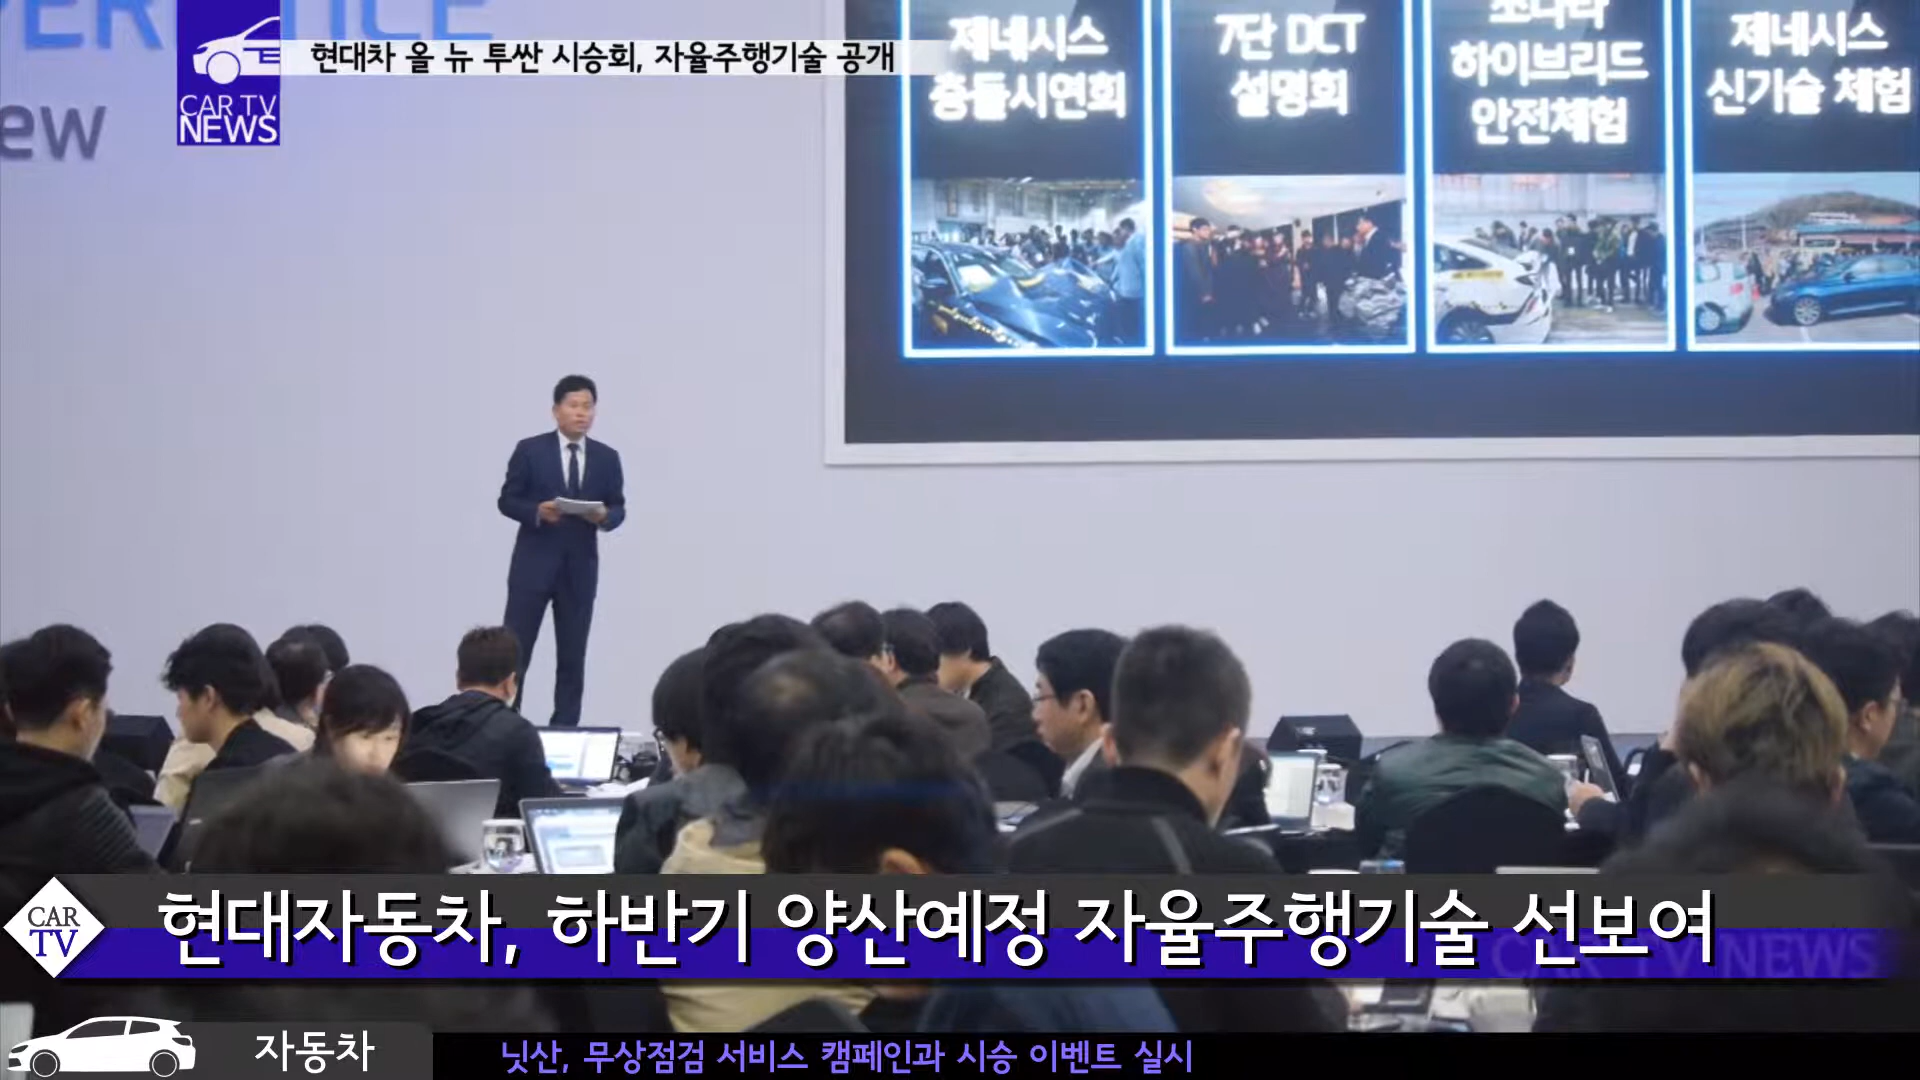 현대차 올 뉴 투싼 시승회, 자율주행기술 공개
CAR TV
NEWS
ew
제네시스
충돌시연회
7단 DCT
설명회
쏘나타
하이브리드
안전체험
제네시스
신기술 체험
CAR
TV
현대자동차, 하반기 양산예정 자율주행기술 선보여
CAR TV NEWS
자동차
닛산, 무상점검 서비스 캠페인과 시승 이벤트 실시